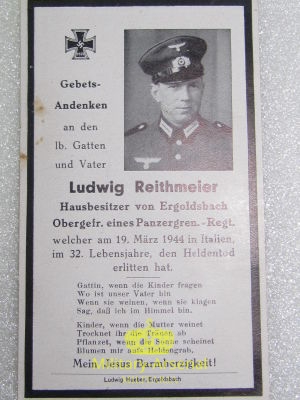 Gebets-
Andenken
an den
lb. Gatten
und Vater
Ludwig Reithmeier
Hausbesitzer von Ergoldsbach
Obergefr. eines Panzergren.-Regt.
welcher am 19. März 1944 in Italien,
im 32. Lebensjahre, den Heldentod
erlitten hat.
Gattin, wenn die Kinder fragen
Wo ist unser Vater hin
Wenn sie weinen, wenn sie klagen
Sag, daß ich im Himmel bin.
Kinder, wenn die Mutter weinet
Trocknet ihr die Tränen ab
Pflanzet, wenn die Sonne scheinet
Blumen mir aufs Heldengrab.
Mein Jesus Barmherzigkeit!
Ludwig Hueber, Ergoldsbach